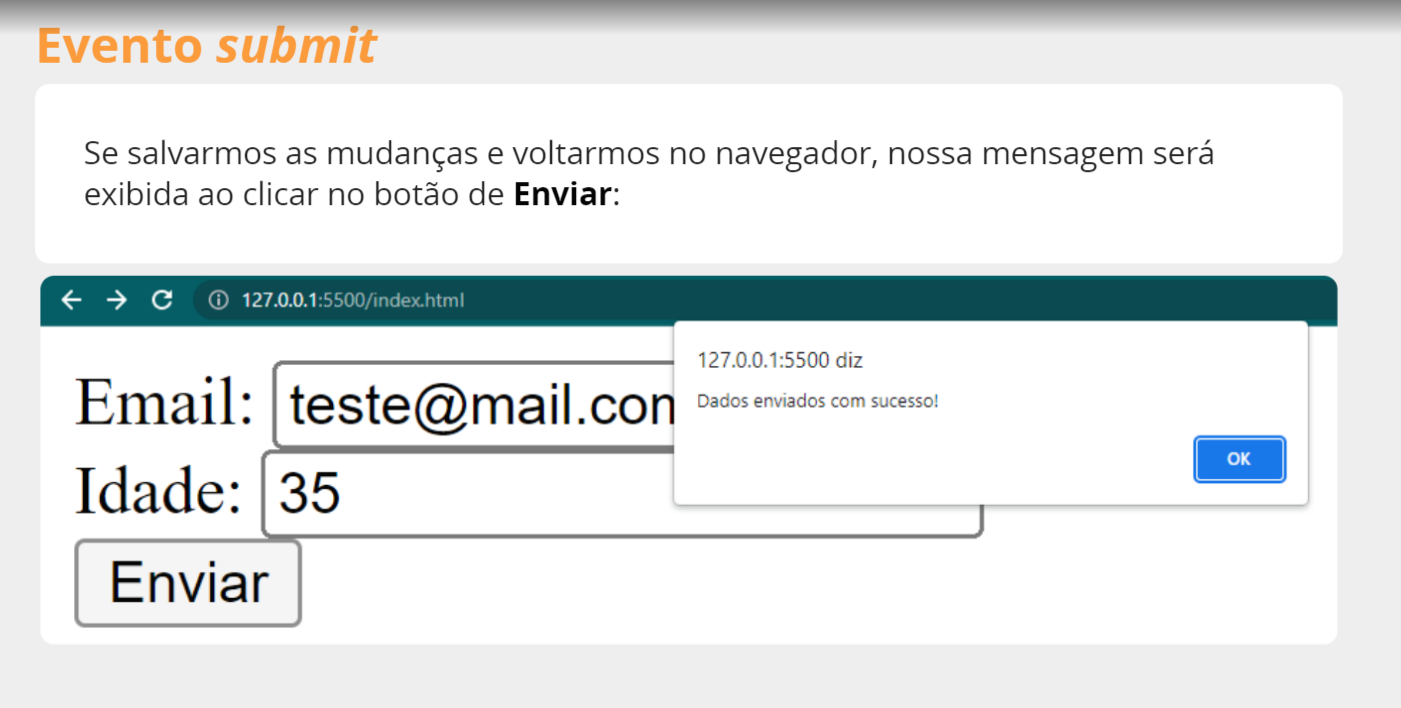 Evento submit
Se salvarmos as mudanças e voltarmos no navegador, nossa mensagem será
exibida ao clicar no botão de Enviar:
127.0.0.1:5500/index.html
127.0.0.1:5500 diz
Dados enviados com sucesso!
OK
Email: teste@mail.com
Idade: 35
Enviar